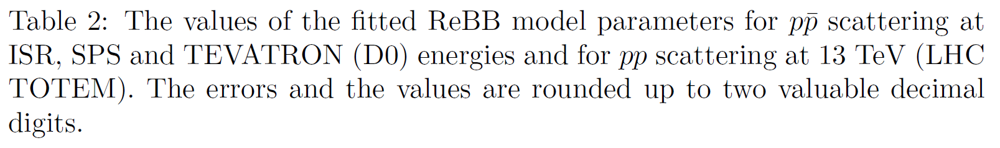 Table 2: The values of the fitted ReBB model parameters for pp̄ scattering at
ISR, SPS and TEVATRON (D0) energies and for pp scattering at 13 TeV (LHC
TOTEM). The errors and the values are rounded up to two valuable decimal
digits.